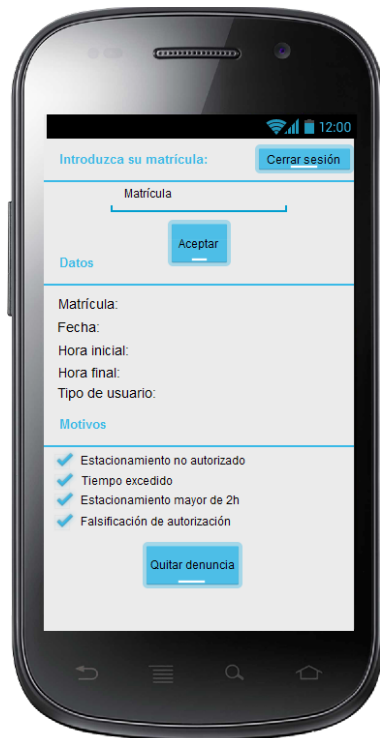 12:00
Introduzca su matrícula:
Cerrar sesión
Matrícula
Aceptar
Datos
Matrícula:
Fecha:
Hora inicial:
Hora final:
Tipo de usuario:
Motivos
Estacionamiento no autorizado
Tiempo excedido
Estacionamiento mayor de 2h
Falsificación de autorización
Quitar denuncia